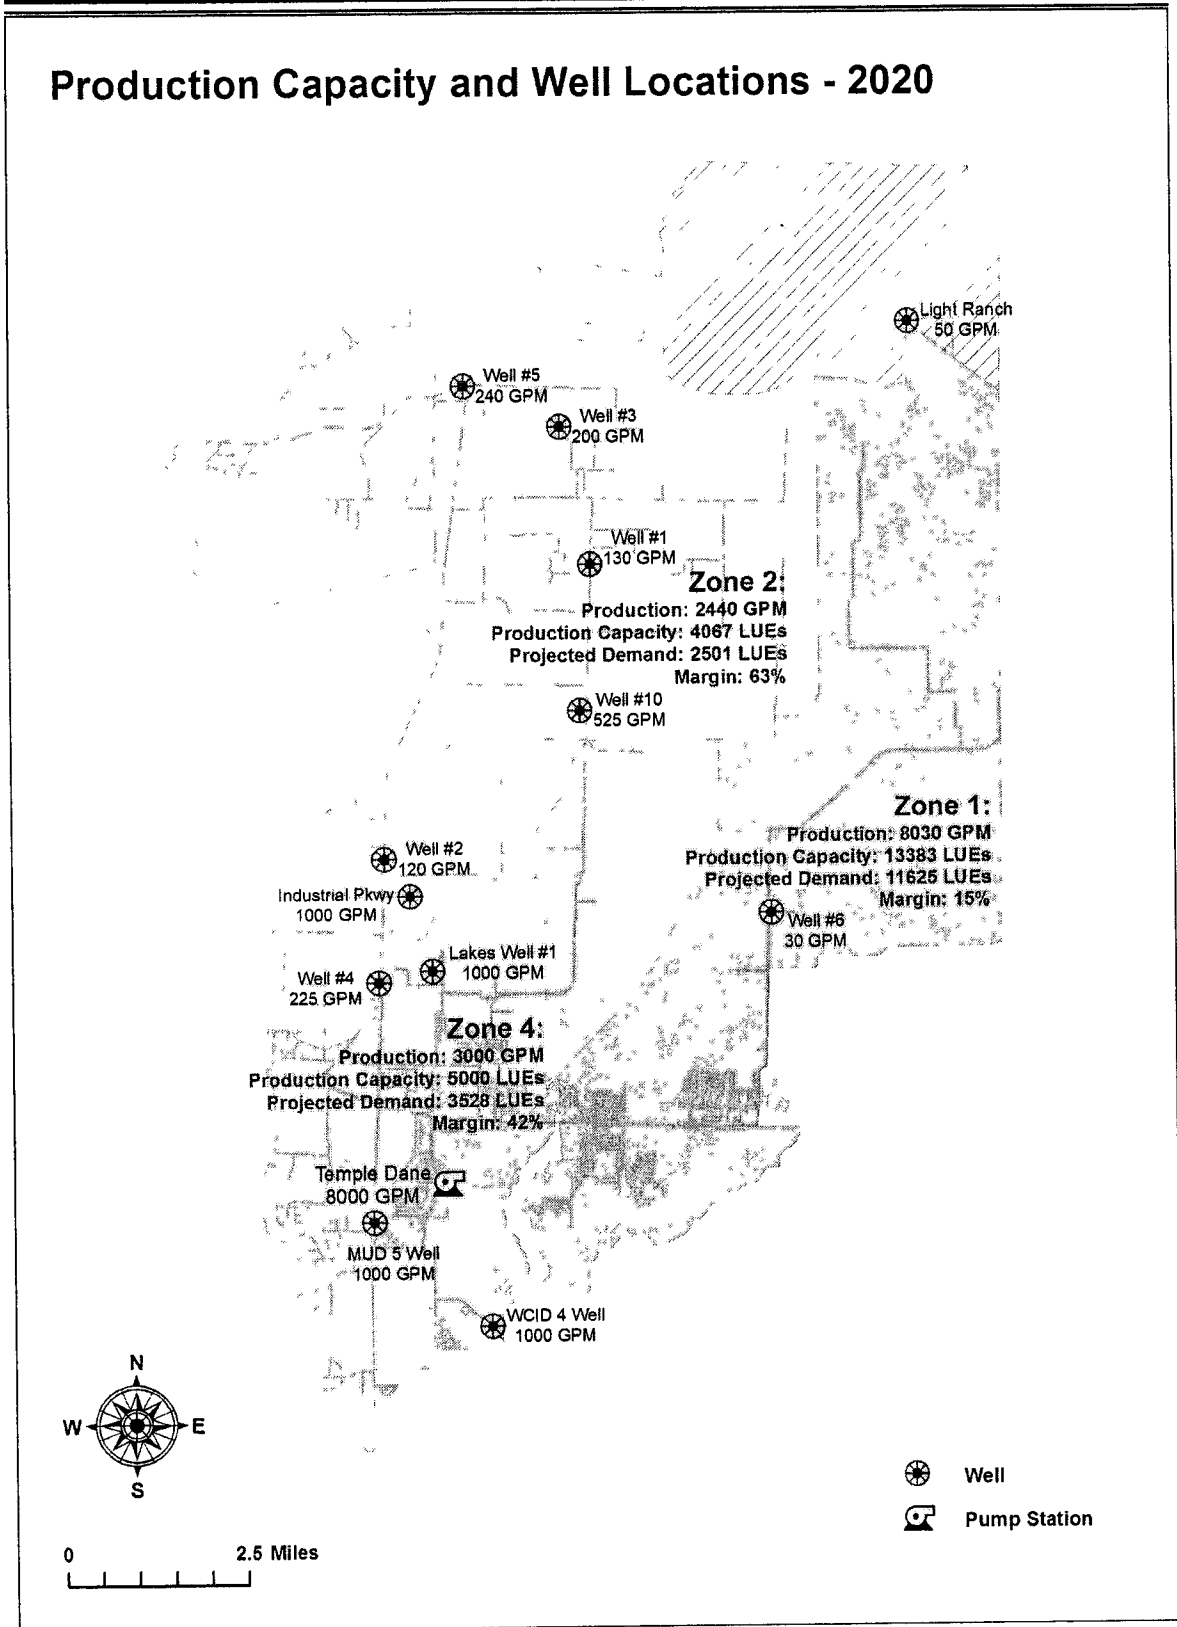 Production Capacity and Well Locations - 2020
Light Ranch
50 GPM
Well #5
240 GPM
Well #3
200 GPM
Well #1
130 GPM
Zone 2:
Production: 2440 GPM
Production Capacity: 4067 LUEs
Projected Demand: 2501 LUEs
Margin: 63%
Well #10
525 GPM
Zone 1:
Production: 8030 GPM
Production Capacity: 13383 LUEs
Projected Demand: 11625 LUEs
Margin: 15%
Well #2
120 GPM
Industrial Pkwy
1000 GPM
Well #6
30 GPM
Lakes Well #1
1000 GPM
Well #4
225 GPM
Zone 4:
Production: 3000 GPM
Production Capacity: 5000 LUEs
Projected Demand: 3528 LUEs
Margin: 42%
Temple Dane
8000 GPM
MUD 5 Well
1000 GPM
WCID 4 Well
1000 GPM
N
W E
S
Well
Pump Station
0 2.5 Miles